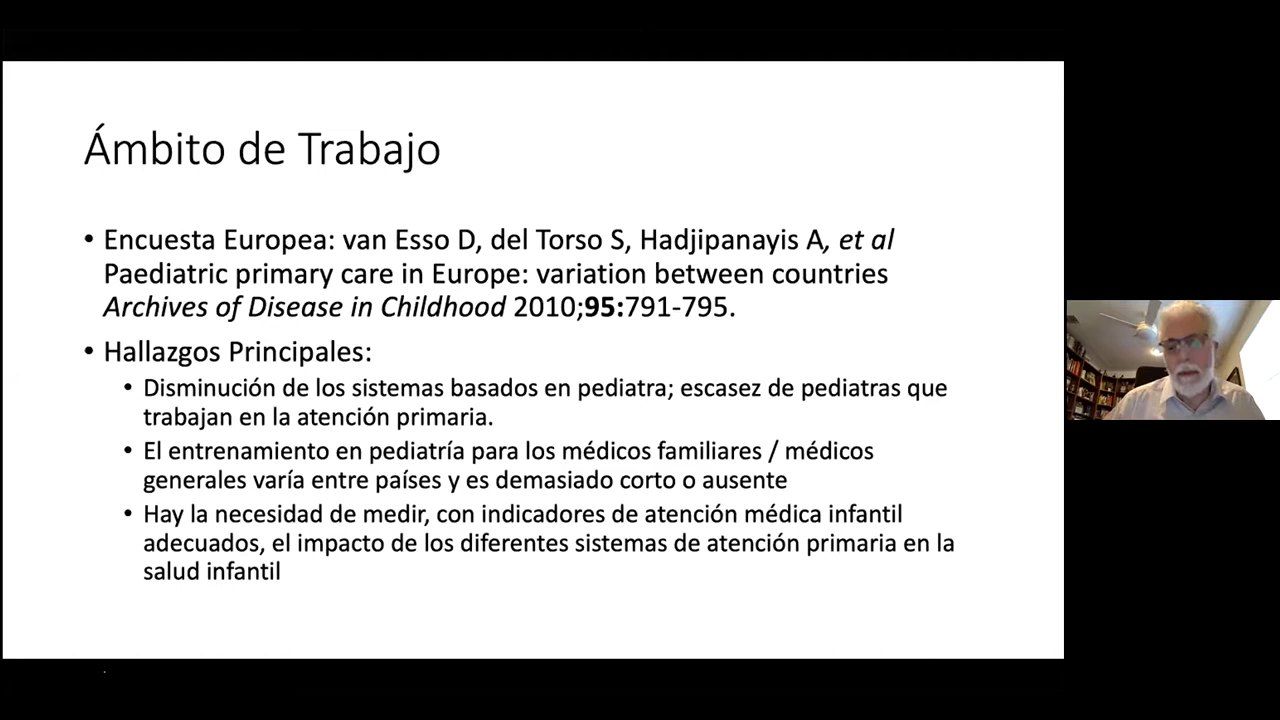 Ámbito de Trabajo
• Encuesta Europea: van Esso D, del Torso S, Hadjipanayis A, et al
Paediatric primary care in Europe: variation between countries
Archives of Disease in Childhood 2010;95:791-795.
• Hallazgos Principales:
• Disminución de los sistemas basados en pediatra; escasez de pediatras que
trabajan en la atención primaria.
• El entrenamiento en pediatría para los médicos familiares / médicos
generales varía entre países y es demasiado corto o ausente
• Hay la necesidad de medir, con indicadores de atención médica infantil
adecuados, el impacto de los diferentes sistemas de atención primaria en la
salud infantil